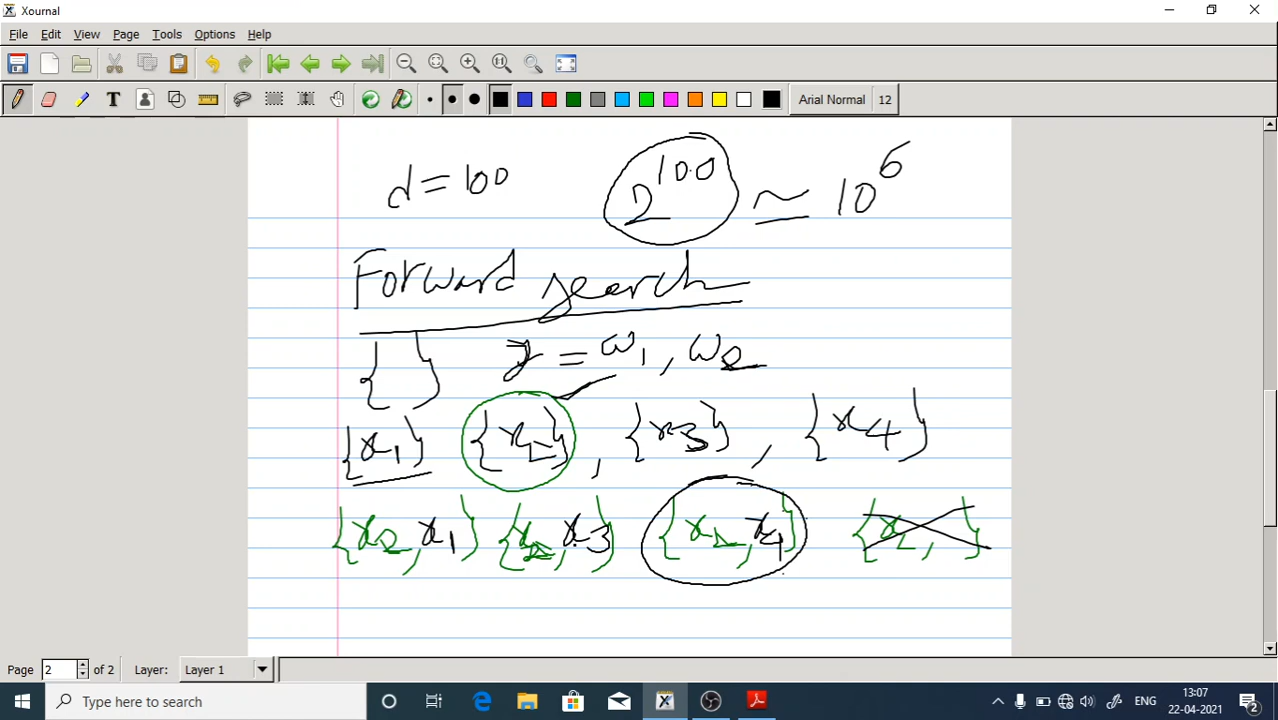 Xournal
File Edit View Page Tools Options Help
Arial Normal 12
d = 100 2^100 ≃ 10^6
Forward search
{ } y = ω1, ω2
{x1} {x2}, {x3}, {x4}
{x2, x1} {x2, x3} {x2, x4} {x2, }
Page 2 of 2 Layer: Layer 1
Type here to search
ENG
13:07
22-04-2021
2